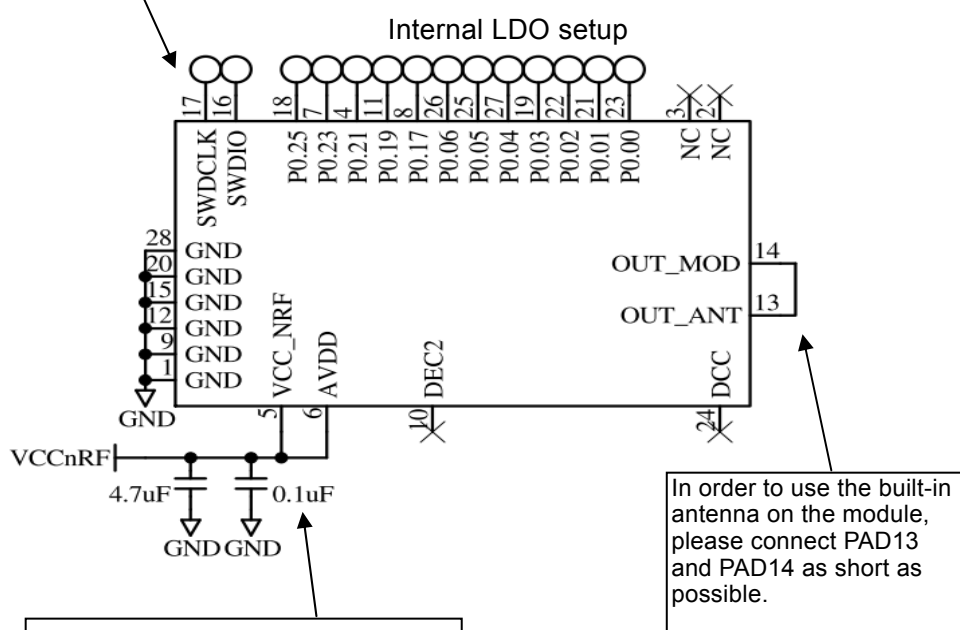 Internal LDO setup
17 16 18 7 4 11 8 26 25 27 19 22 21 23 3 2
SWDCLK SWDIO P0.25 P0.23 P0.21 P0.19 P0.17 P0.06 P0.05 P0.04 P0.03 P0.02 P0.01 P0.00 NC NC
28 GND
20 GND
15 GND
12 GND
9 GND
1 GND
GND
OUT_MOD 14
OUT_ANT 13
VCC_NRF AVDD DEC2 DCC
5 6 10 24
VCCnRF
4.7uF 0.1uF
GND GND
In order to use the built-in
antenna on the module,
please connect PAD13
and PAD14 as short as
possible.